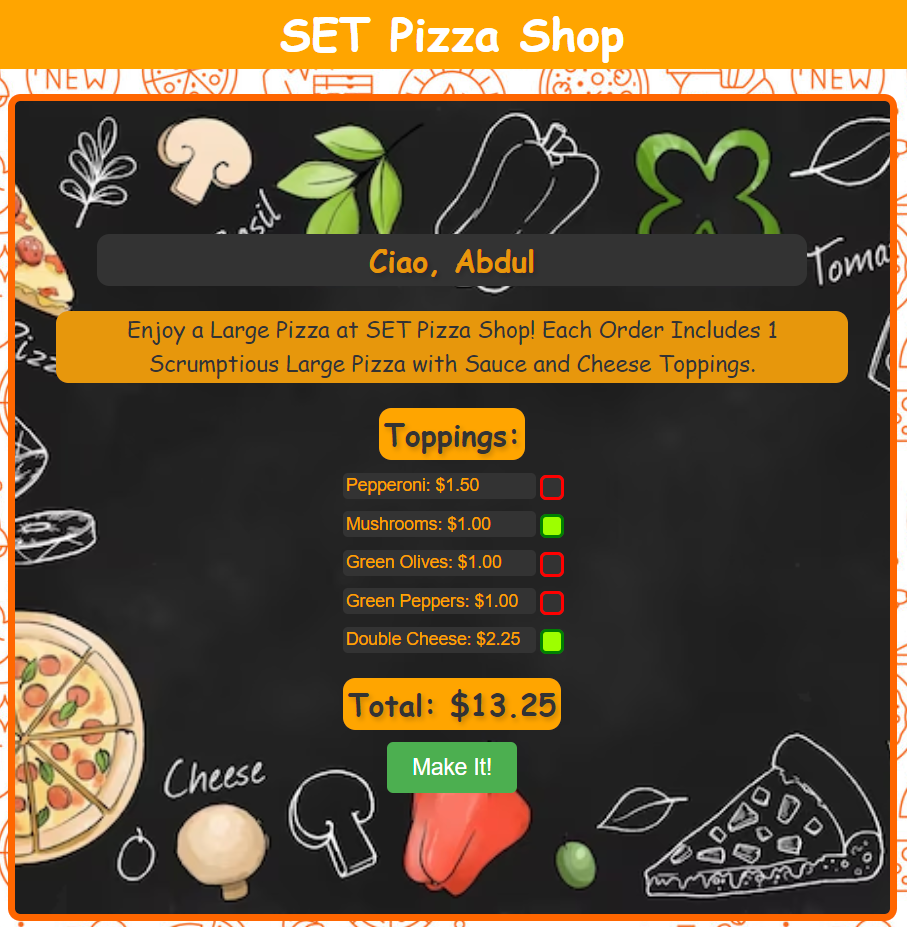 SET Pizza Shop
NEW
NEW
Basil
Ciao, Abdul
Enjoy a Large Pizza at SET Pizza Shop! Each Order Includes 1
Scrumptious Large Pizza with Sauce and Cheese Toppings.
Toppings:
Pepperoni: $1.50
Mushrooms: $1.00
Green Olives: $1.00
Green Peppers: $1.00
Double Cheese: $2.25
Total: $13.25
Make It!
Cheese